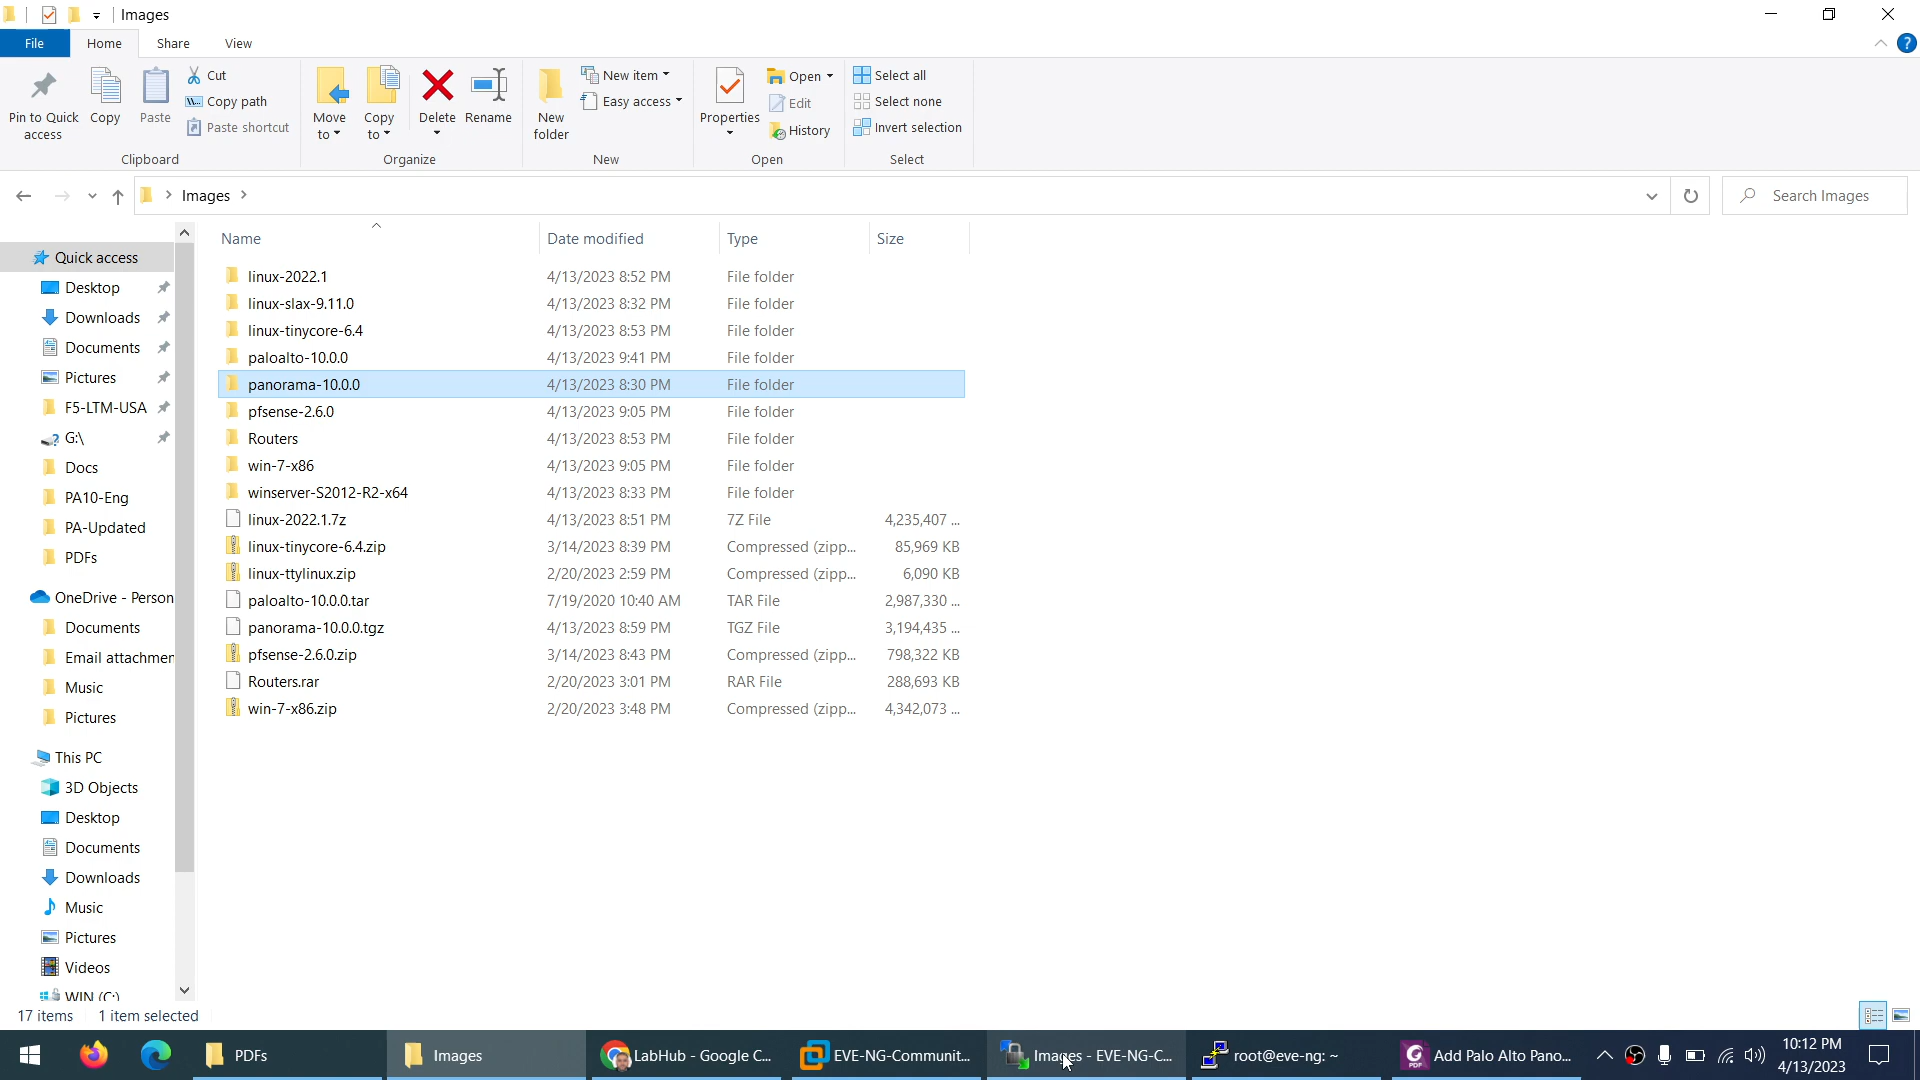 Images
File Home Share View
Pin to Quick access
Copy
Paste
Cut
Copy path
Paste shortcut
Clipboard
Move to
Copy to
Delete
Rename
Organize
New folder
New item
Easy access
New
Properties
Open
Edit
History
Open
Select all
Select none
Invert selection
Select
Images
Search Images
Name Date modified Type Size
Quick access
Desktop
Downloads
Documents
Pictures
F5-LTM-USA
G:\
Docs
PA10-Eng
PA-Updated
PDFs
OneDrive - Person
Documents
Email attachmen
Music
Pictures
This PC
3D Objects
Desktop
Documents
Downloads
Music
Pictures
Videos
WIN (C:)
linux-2022.1 4/13/2023 8:52 PM File folder
linux-slax-9.11.0 4/13/2023 8:32 PM File folder
linux-tinycore-6.4 4/13/2023 8:53 PM File folder
paloalto-10.0.0 4/13/2023 9:41 PM File folder
panorama-10.0.0 4/13/2023 8:30 PM File folder
pfsense-2.6.0 4/13/2023 9:05 PM File folder
Routers 4/13/2023 8:53 PM File folder
win-7-x86 4/13/2023 9:05 PM File folder
winserver-S2012-R2-x64 4/13/2023 8:33 PM File folder
linux-2022.1.7z 4/13/2023 8:51 PM 7Z File 4,235,407 ...
linux-tinycore-6.4.zip 3/14/2023 8:39 PM Compressed (zipp... 85,969 KB
linux-ttylinux.zip 2/20/2023 2:59 PM Compressed (zipp... 6,090 KB
paloalto-10.0.0.tar 7/19/2020 10:40 AM TAR File 2,987,330 ...
panorama-10.0.0.tgz 4/13/2023 8:59 PM TGZ File 3,194,435 ...
pfsense-2.6.0.zip 3/14/2023 8:43 PM Compressed (zipp... 798,322 KB
Routers.rar 2/20/2023 3:01 PM RAR File 288,693 KB
win-7-x86.zip 2/20/2023 3:48 PM Compressed (zipp... 4,342,073 ...
17 items 1 item selected
PDFs
Images
LabHub - Google C...
EVE-NG-Communit...
Images - EVE-NG-C...
root@eve-ng: ~
Add Palo Alto Pano...
10:12 PM
4/13/2023